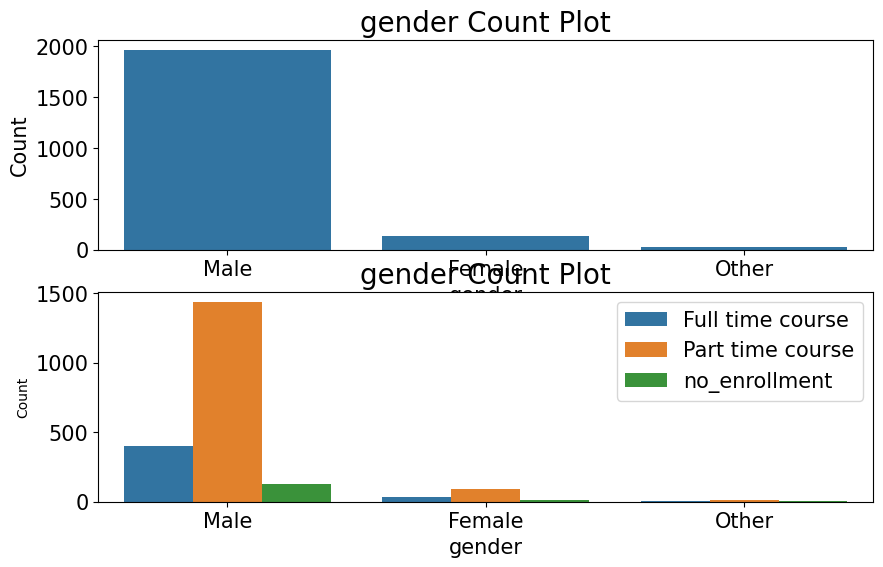 gender Count Plot
2000
1500
1000
500
0
Count
Male Female Other
gender
gender Count Plot
1500
1000
500
0
Count
Full time course
Part time course
no_enrollment
Male Female Other
gender